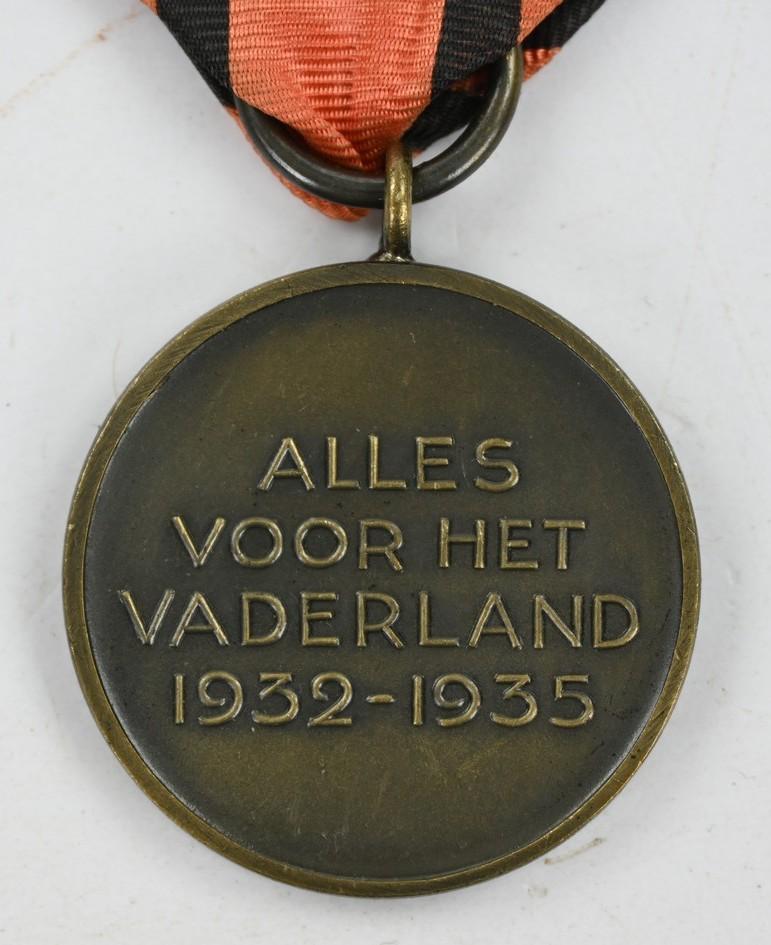 ALLES
VOOR HET
VADERLAND
1932-1935